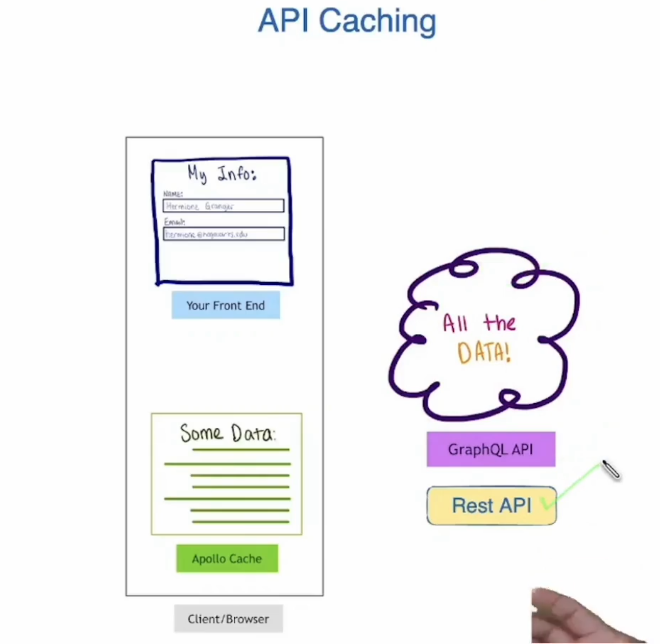 API Caching
My Info:
Name:
Hermione Granger
Email:
hermione@hogwarts.edu
Your Front End
All the
DATA!
Some Data:
GraphQL API
Rest API
Apollo Cache
Client/Browser